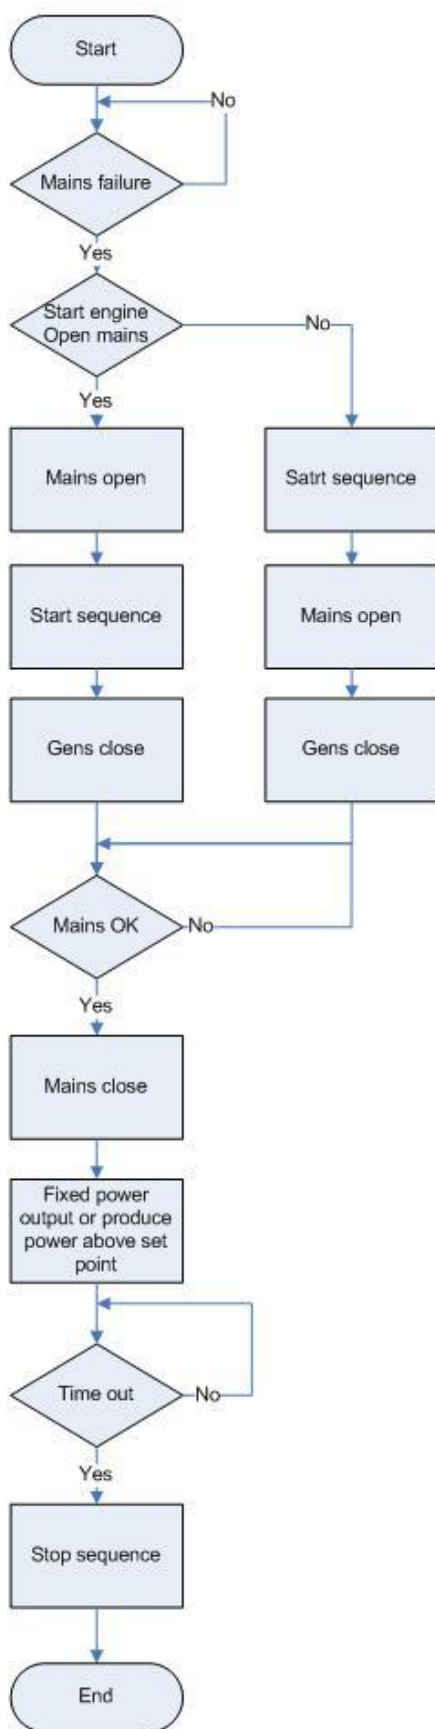 Start
No
Mains failure
Yes
Start engine
Open mains
No
Yes
Mains open
Satrt sequence
Start sequence
Mains open
Gens close
Gens close
Mains OK
No
Yes
Mains close
Fixed power
output or produce
power above set
point
Time out
No
Yes
Stop sequence
End